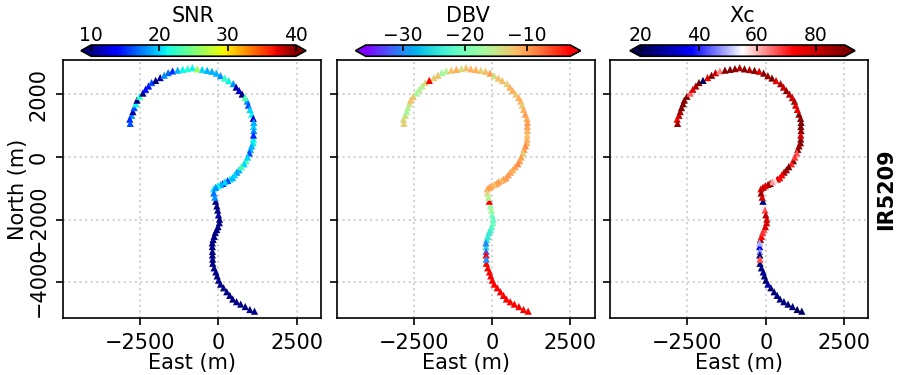 SNR DBV Xc
10 20 30 40 −30 −20 −10 20 40 60 80
North (m)
2000
0
−2000
−4000
IR5209
−2500 0 2500 −2500 0 2500 −2500 0 2500
East (m) East (m) East (m)